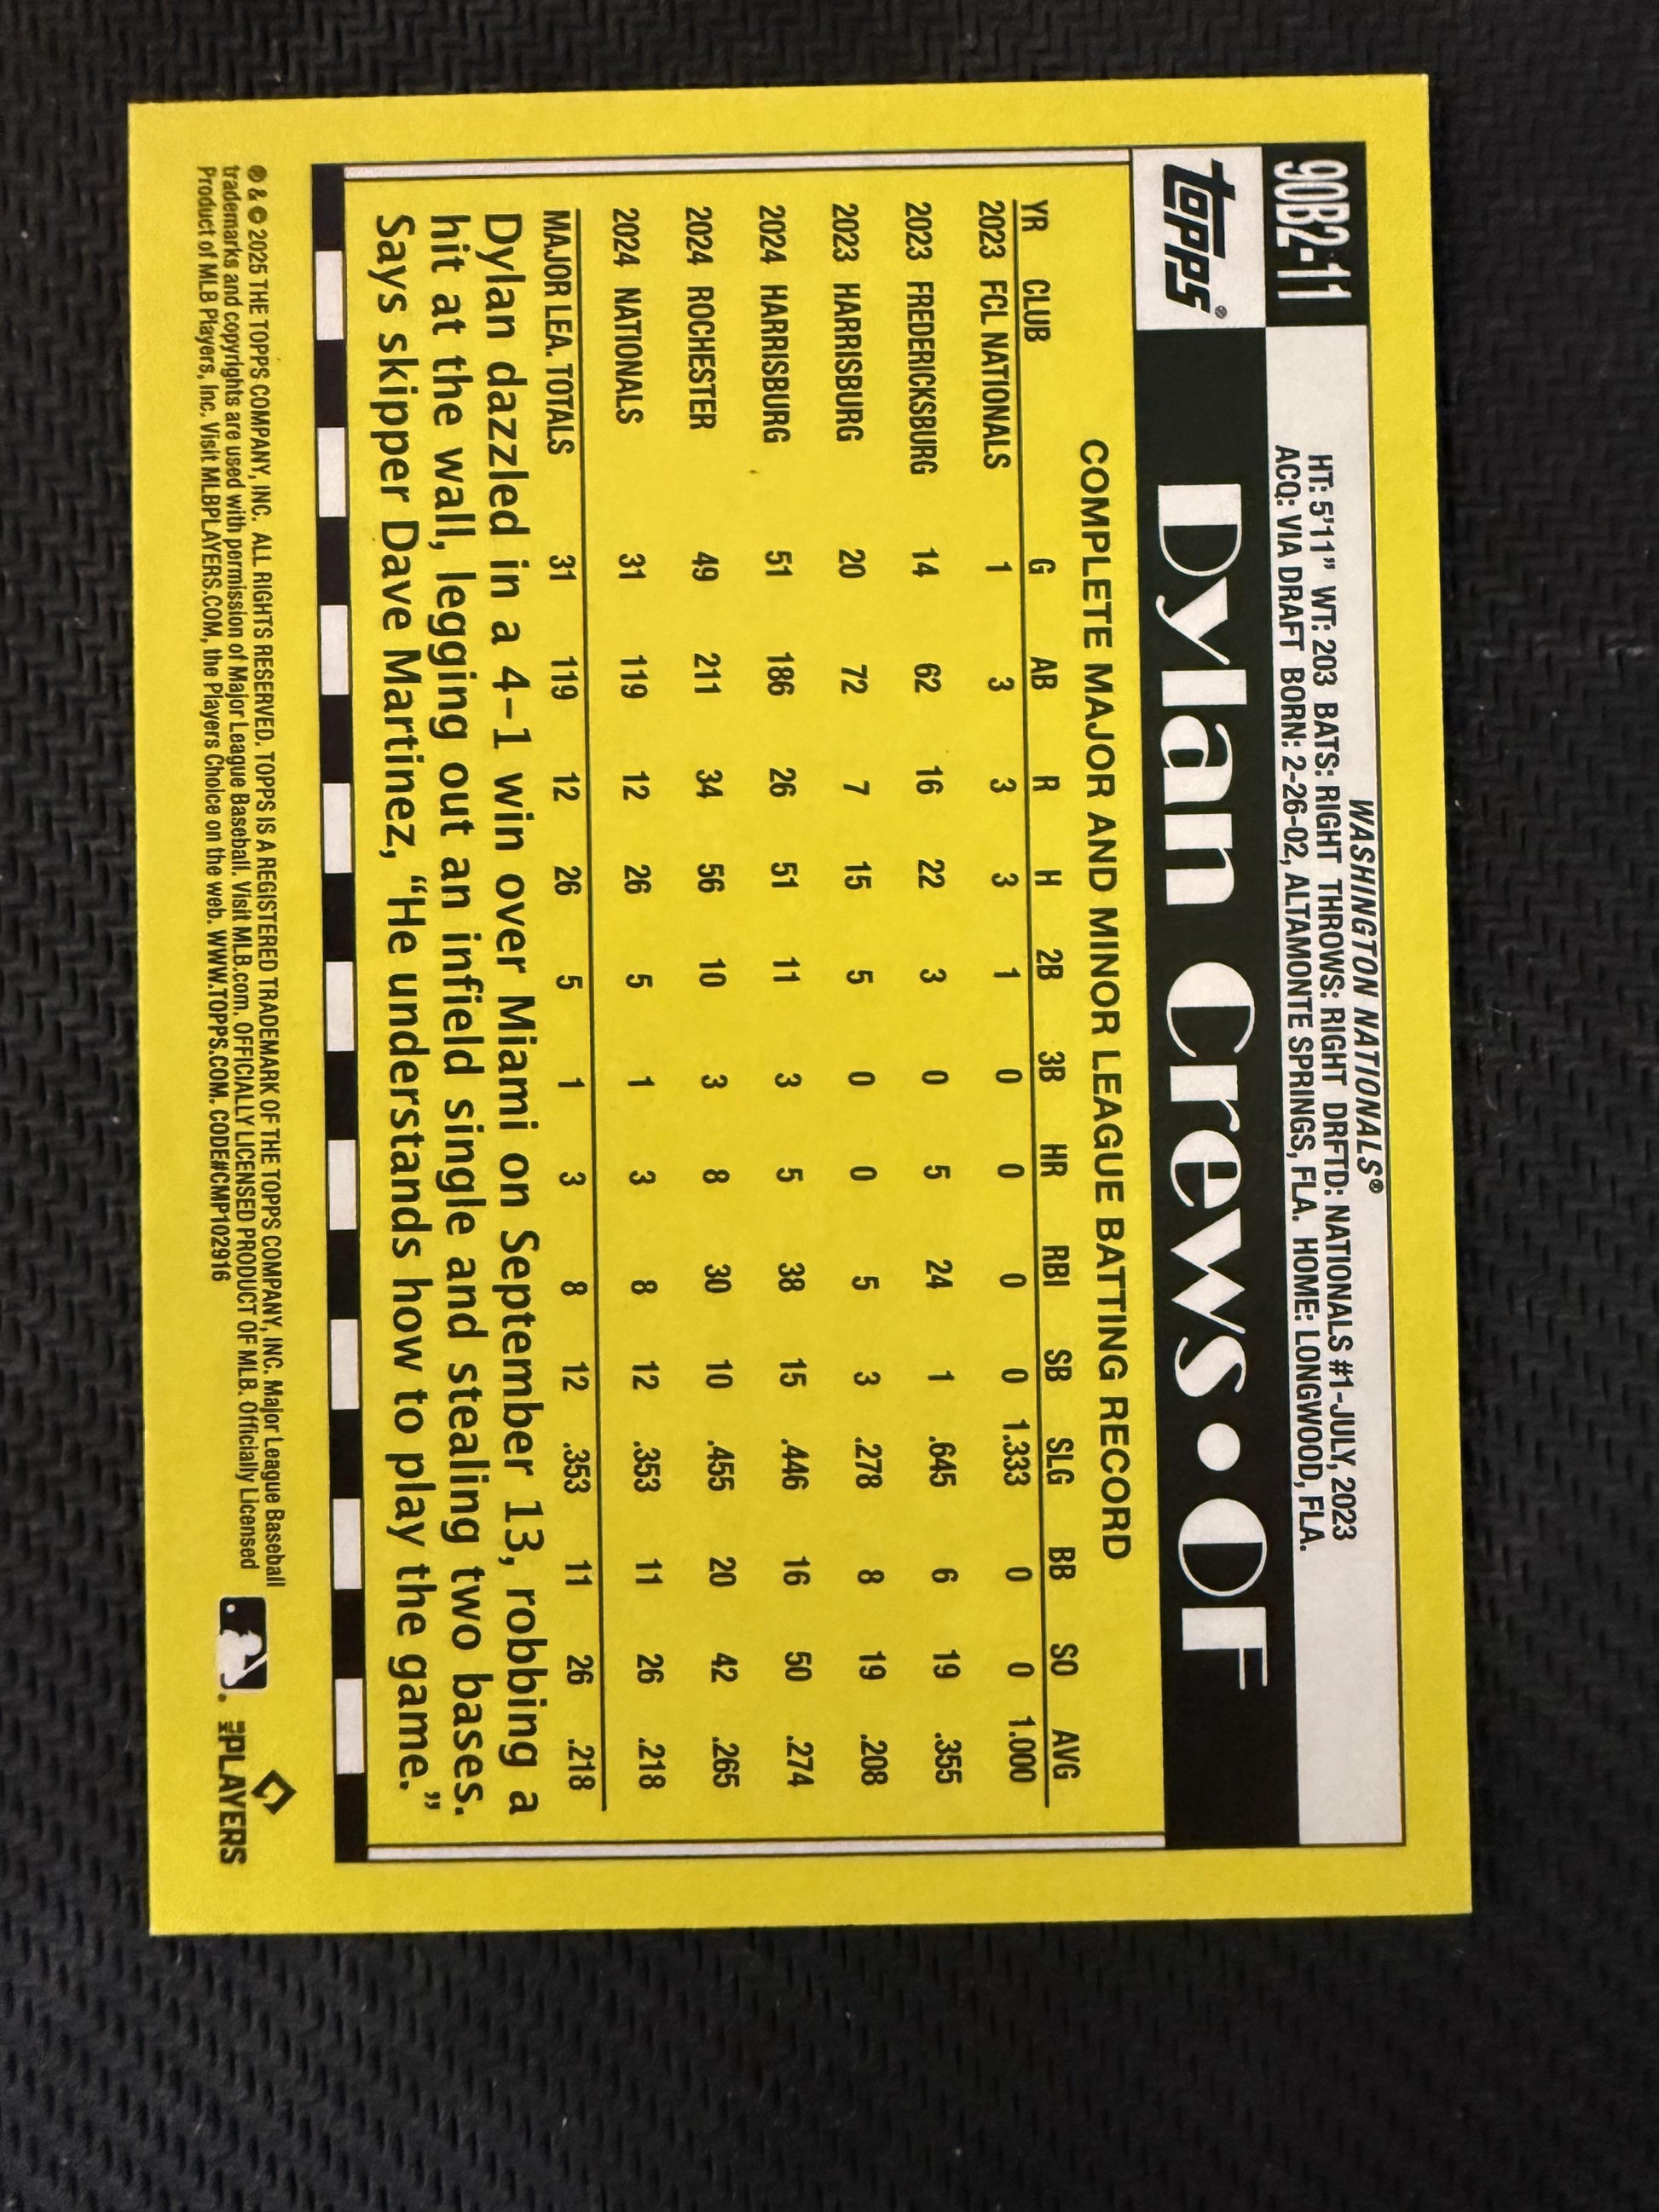 90B2-11
WASHINGTON NATIONALS®
HT: 5'11" WT: 203 BATS: RIGHT THROWS: RIGHT DRFTD: NATIONALS #1-JULY, 2023
ACQ: VIA DRAFT BORN: 2-26-02, ALTAMONTE SPRINGS, FLA. HOME: LONGWOOD, FLA.
topps® Dylan Crews • OF
COMPLETE MAJOR AND MINOR LEAGUE BATTING RECORD
YR CLUB G AB R H 2B 3B HR RBI SB SLG BB SO AVG
2023 FCL NATIONALS 1 3 3 3 1 0 0 0 0 1.333 0 0 1.000
2023 FREDERICKSBURG 14 62 16 22 3 0 5 24 1 .645 6 19 .355
2023 HARRISBURG 20 72 7 15 5 0 0 5 3 .278 8 19 .208
2024 HARRISBURG 51 186 26 51 11 3 5 38 15 .446 16 50 .274
2024 ROCHESTER 49 211 34 56 10 3 8 30 10 .455 20 42 .265
2024 NATIONALS 31 119 12 26 5 1 3 8 12 .353 11 26 .218
MAJOR LEA. TOTALS 31 119 12 26 5 1 3 8 12 .353 11 26 .218
Dylan dazzled in a 4–1 win over Miami on September 13, robbing a
hit at the wall, legging out an infield single and stealing two bases.
Says skipper Dave Martinez, “He understands how to play the game.”
® & © 2025 THE TOPPS COMPANY, INC. ALL RIGHTS RESERVED. TOPPS IS A REGISTERED TRADEMARK OF THE TOPPS COMPANY, INC. Major League Baseball
trademarks and copyrights are used with permission of Major League Baseball. Visit MLB.com. OFFICIALLY LICENSED PRODUCT OF MLB. Officially Licensed
Product of MLB Players, Inc. Visit MLBPLAYERS.COM, the Players Choice on the web. WWW.TOPPS.COM. CODE#CMP102916
MLB PLAYERS